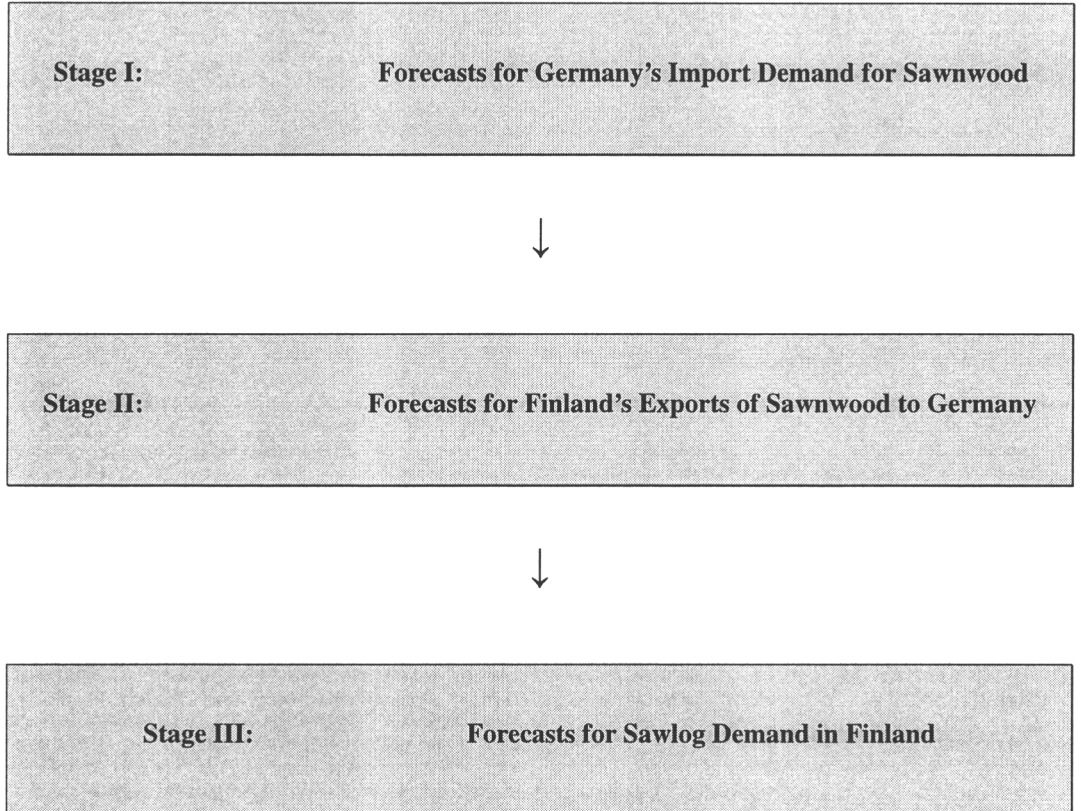 Stage I: Forecasts for Germany's Import Demand for Sawnwood
↓
Stage II: Forecasts for Finland's Exports of Sawnwood to Germany
↓
Stage III: Forecasts for Sawlog Demand in Finland